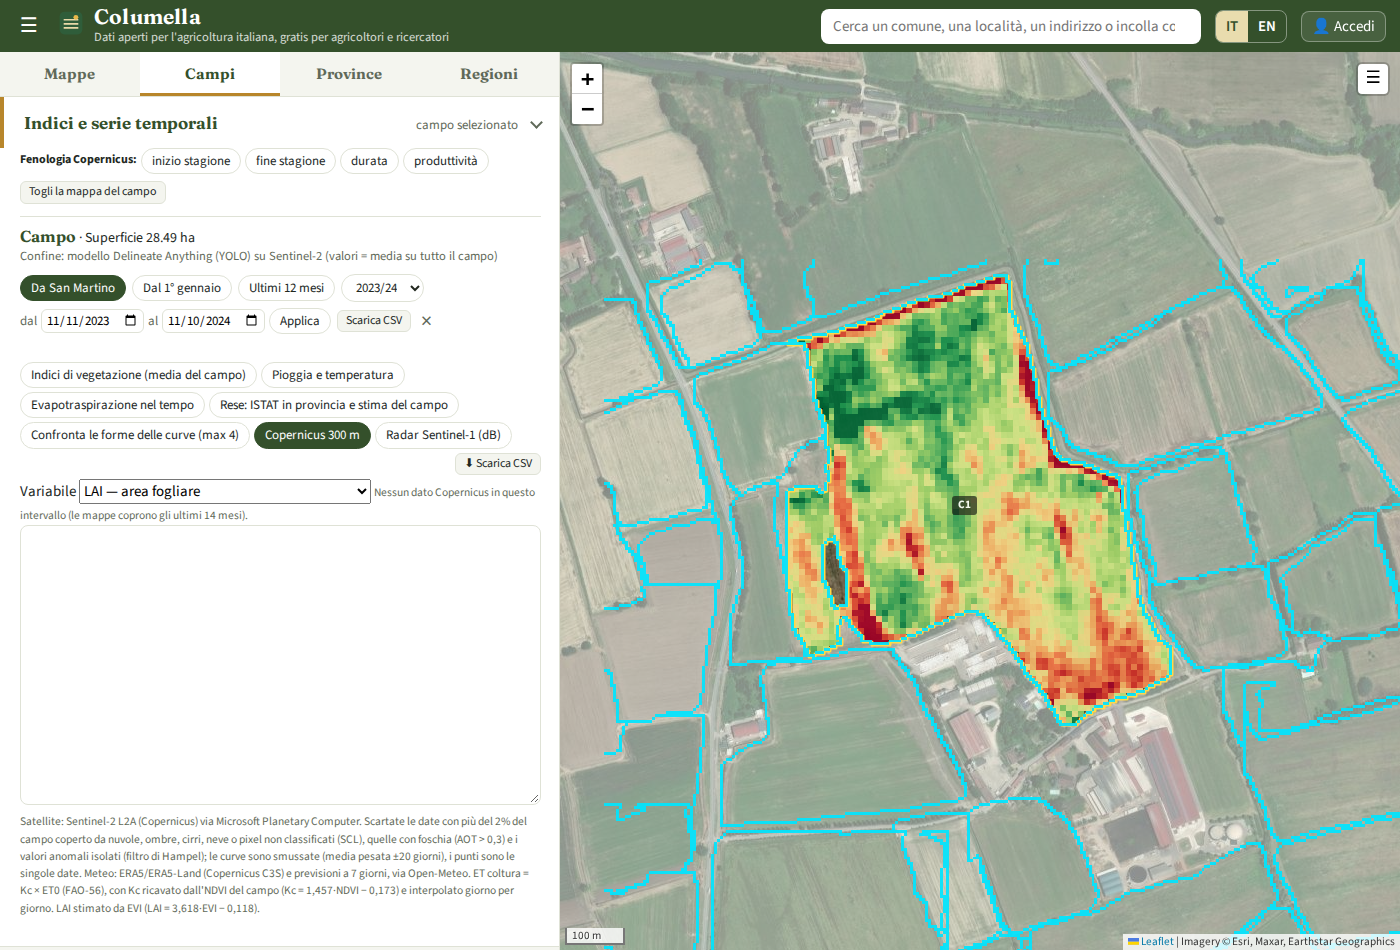 ☰ Columella
Dati aperti per l'agricoltura italiana, gratis per agricoltori e ricercatori
Cerca un comune, una località, un indirizzo o incolla cc
IT EN
Accedi
Mappe Campi Province Regioni
Indici e serie temporali campo selezionato
Fenologia Copernicus: inizio stagione fine stagione durata produttività
Togli la mappa del campo
Campo · Superficie 28.49 ha
Confine: modello Delineate Anything (YOLO) su Sentinel-2 (valori = media su tutto il campo)
Da San Martino Dal 1° gennaio Ultimi 12 mesi 2023/24
dal 11/11/2023 al 11/10/2024 Applica Scarica CSV ×
Indici di vegetazione (media del campo) Pioggia e temperatura
Evapotraspirazione nel tempo Rese: ISTAT in provincia e stima del campo
Confronta le forme delle curve (max 4) Copernicus 300 m Radar Sentinel-1 (dB)
⬇ Scarica CSV
Variabile LAI — area fogliare Nessun dato Copernicus in questo
intervallo (le mappe coprono gli ultimi 14 mesi).
Satellite: Sentinel-2 L2A (Copernicus) via Microsoft Planetary Computer. Scartate le date con più del 2% del
campo coperto da nuvole, ombre, cirri, neve o pixel non classificati (SCL), quelle con foschia (AOT > 0,3) e i
valori anomali isolati (filtro di Hampel); le curve sono smussate (media pesata ±20 giorni), i punti sono le
singole date. Meteo: ERA5/ERA5-Land (Copernicus C3S) e previsioni a 7 giorni, via Open-Meteo. ET coltura =
Kc × ET0 (FAO-56), con Kc ricavato dall'NDVI del campo (Kc = 1,457·NDVI − 0,173) e interpolato giorno per
giorno. LAI stimato da EVI (LAI = 3,618·EVI − 0,118).
+
−
☰
C1
100 m
Leaflet | Imagery © Esri, Maxar, Earthstar Geographics